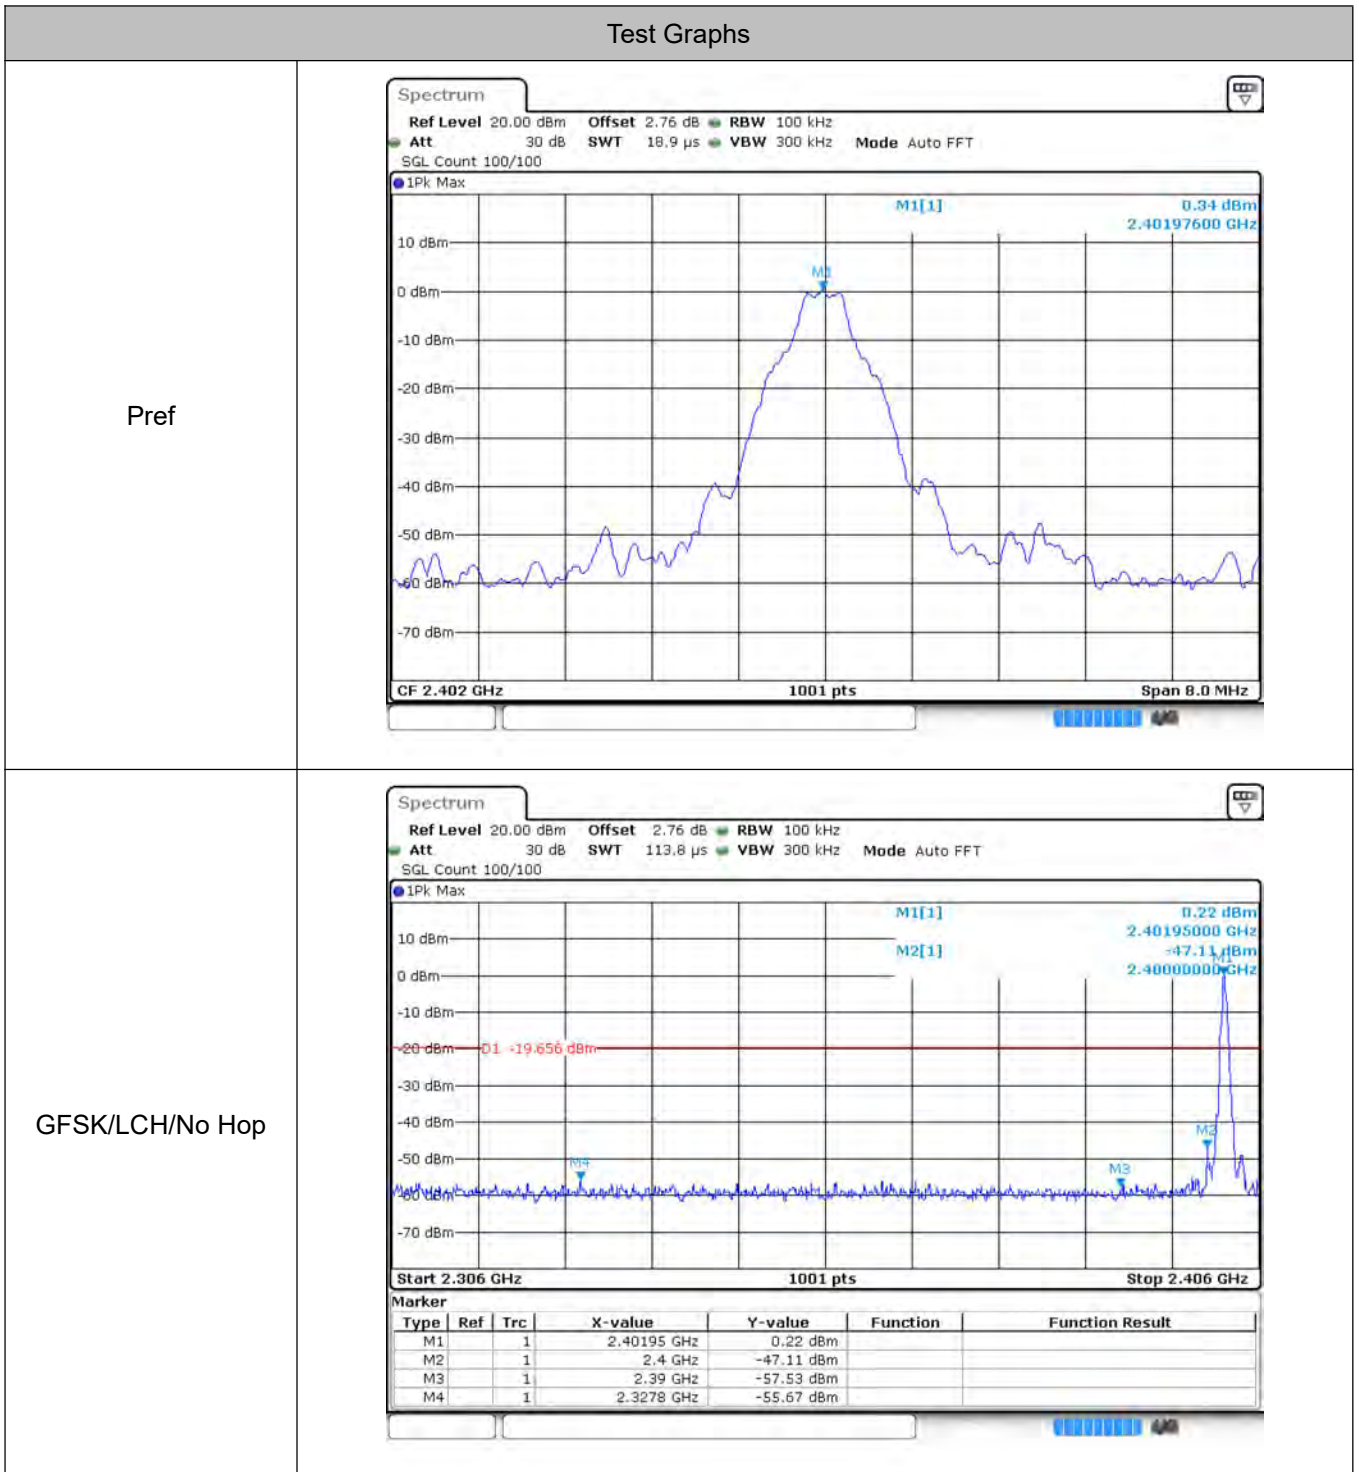 Test Graphs
Pref
Spectrum
Ref Level 20.00 dBm Offset 2.76 dB RBW 100 kHz
Att 30 dB SWT 18.9 µs VBW 300 kHz Mode Auto FFT
SGL Count 100/100
1Pk Max
M1[1] 0.34 dBm
2.40197600 GHz
10 dBm
M1
0 dBm
-10 dBm
-20 dBm
-30 dBm
-40 dBm
-50 dBm
-60 dBm
-70 dBm
CF 2.402 GHz 1001 pts Span 8.0 MHz
GFSK/LCH/No Hop
Spectrum
Ref Level 20.00 dBm Offset 2.76 dB RBW 100 kHz
Att 30 dB SWT 113.8 µs VBW 300 kHz Mode Auto FFT
SGL Count 100/100
1Pk Max
M1[1] 0.22 dBm
2.40195000 GHz
10 dBm
M2[1] -47.11 dBm
M1
2.40000000 GHz
0 dBm
-10 dBm
-20 dBm D1 -19.656 dBm
-30 dBm
-40 dBm
M2
-50 dBm
M4 M3
-60 dBm
-70 dBm
Start 2.306 GHz 1001 pts Stop 2.406 GHz
Marker
Type Ref Trc X-value Y-value Function Function Result
M1 1 2.40195 GHz 0.22 dBm
M2 1 2.4 GHz -47.11 dBm
M3 1 2.39 GHz -57.53 dBm
M4 1 2.3278 GHz -55.67 dBm